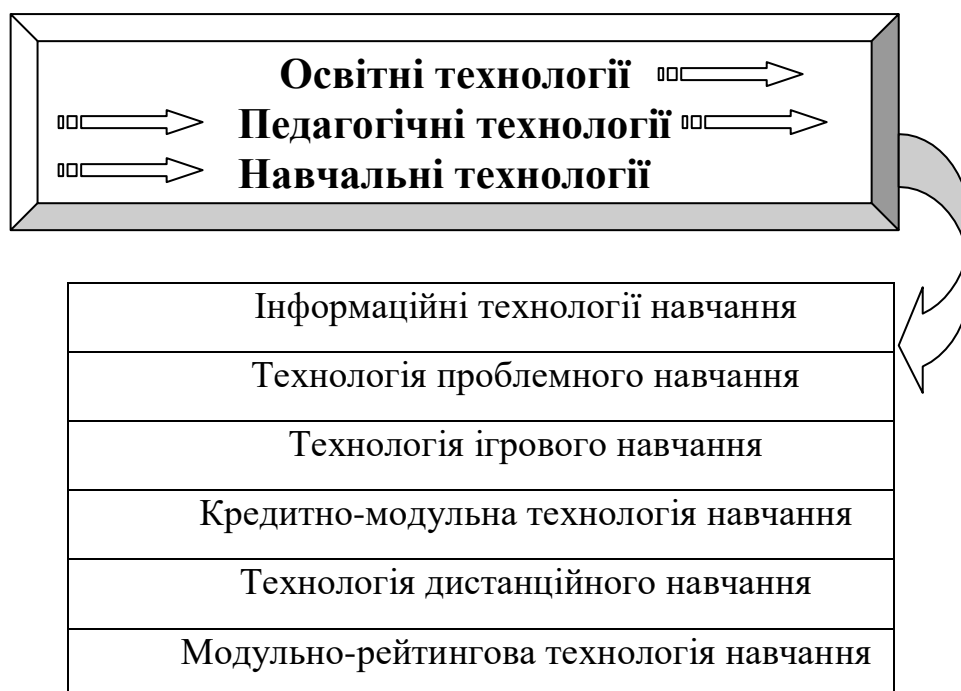 Освітні технології
Педагогічні технології
Навчальні технології
Інформаційні технології навчання
Технологія проблемного навчання
Технологія ігрового навчання
Кредитно-модульна технологія навчання
Технологія дистанційного навчання
Модульно-рейтингова технологія навчання